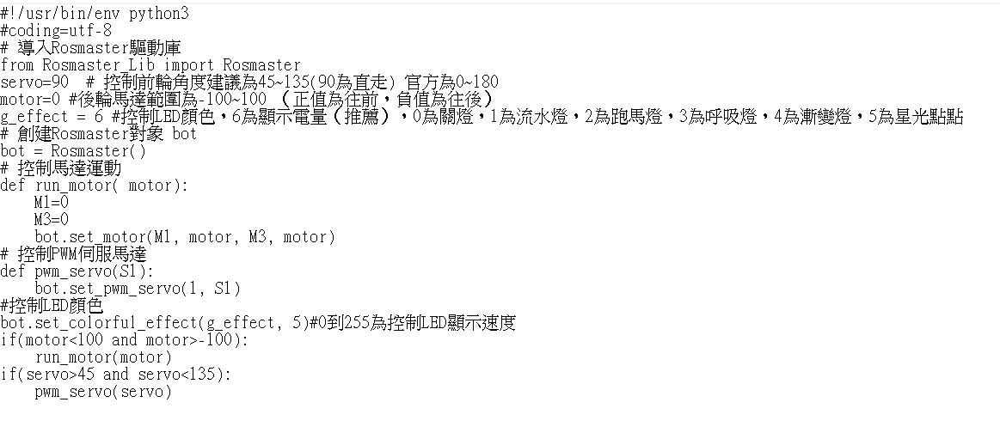 #!/usr/bin/env python3
#coding=utf-8
# 導入Rosmaster驅動庫
from Rosmaster_Lib import Rosmaster
servo=90  # 控制前輪角度建議為45~135(90為直走) 官方為0~180
motor=0 #後輪馬達範圍為-100~100 （正值為往前，負值為往後）
g_effect = 6 #控制LED顏色，6為顯示電量（推薦），0為關燈，1為流水燈，2為跑馬燈，3為呼吸燈，4為漸變燈，5為星光點點
# 創建Rosmaster對象 bot
bot = Rosmaster()
# 控制馬達運動
def run_motor( motor):
    M1=0
    M3=0
    bot.set_motor(M1, motor, M3, motor)
# 控制PWM伺服馬達
def pwm_servo(S1):
    bot.set_pwm_servo(1, S1)
#控制LED顏色
bot.set_colorful_effect(g_effect, 5)#0到255為控制LED顯示速度
if(motor<100 and motor>-100):
    run_motor(motor)
if(servo>45 and servo<135):
    pwm_servo(servo)